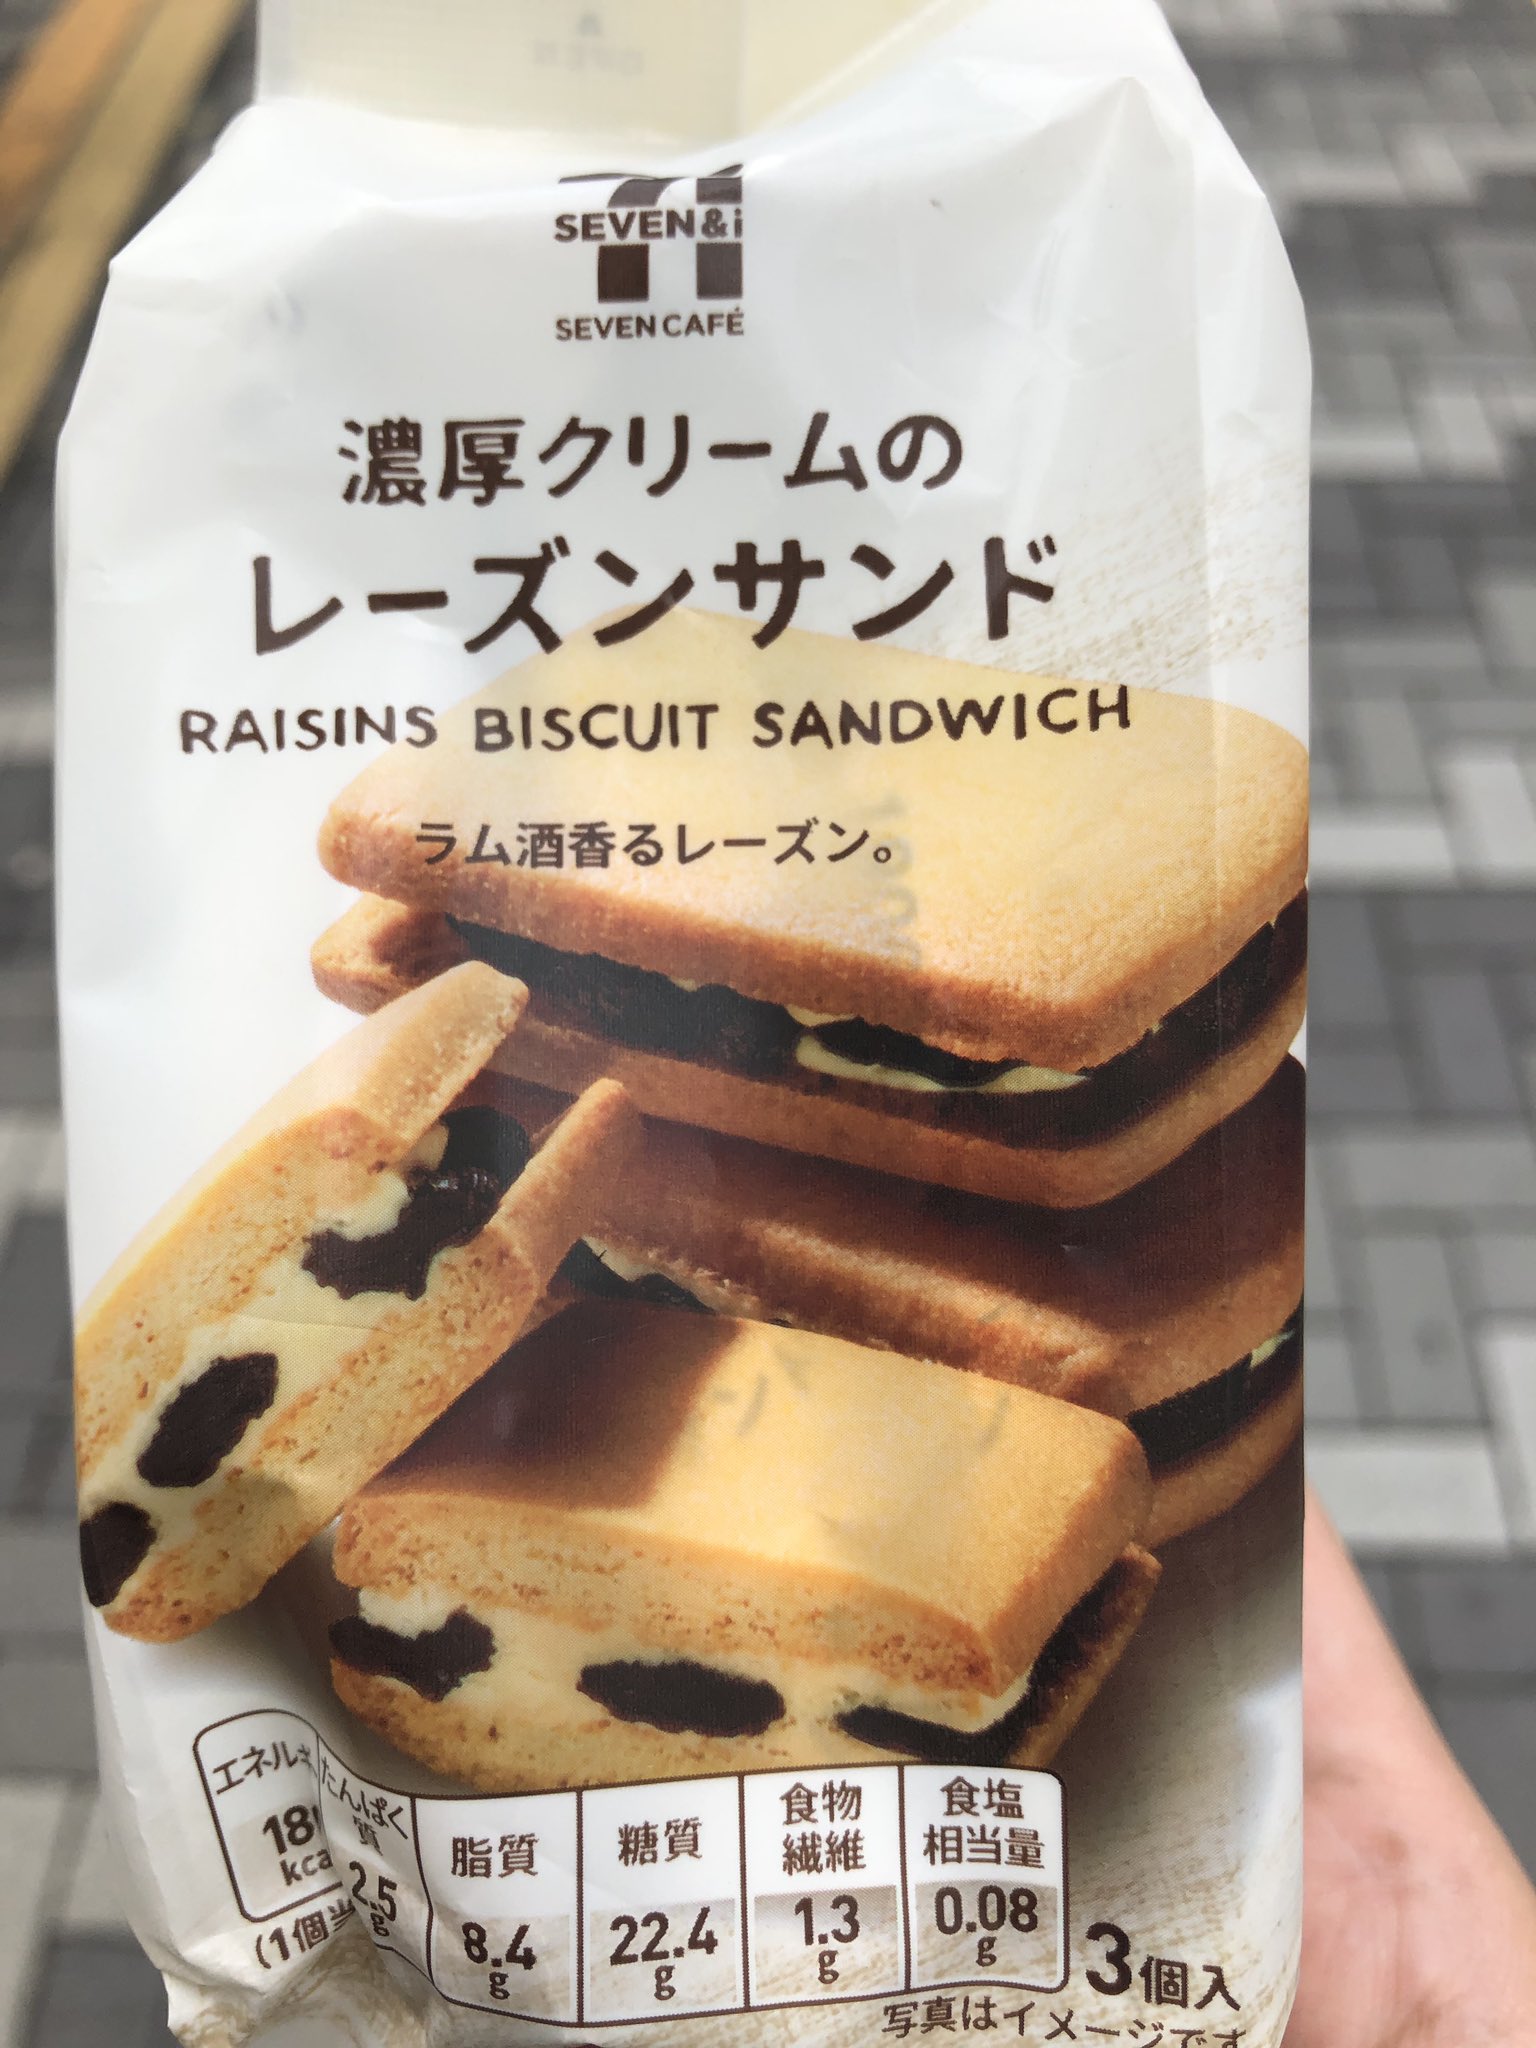 SEVEN&i
SEVEN CAFÉ
濃厚クリームの
レーズンサンド
RAISINS BISCUIT SANDWICH
ラム酒香るレーズン。
たんぱく質 2.5g
脂質 8.4g
糖質 22.4g
食物繊維 1.3g
食塩相当量 0.08g
3個入
写真はイメージです